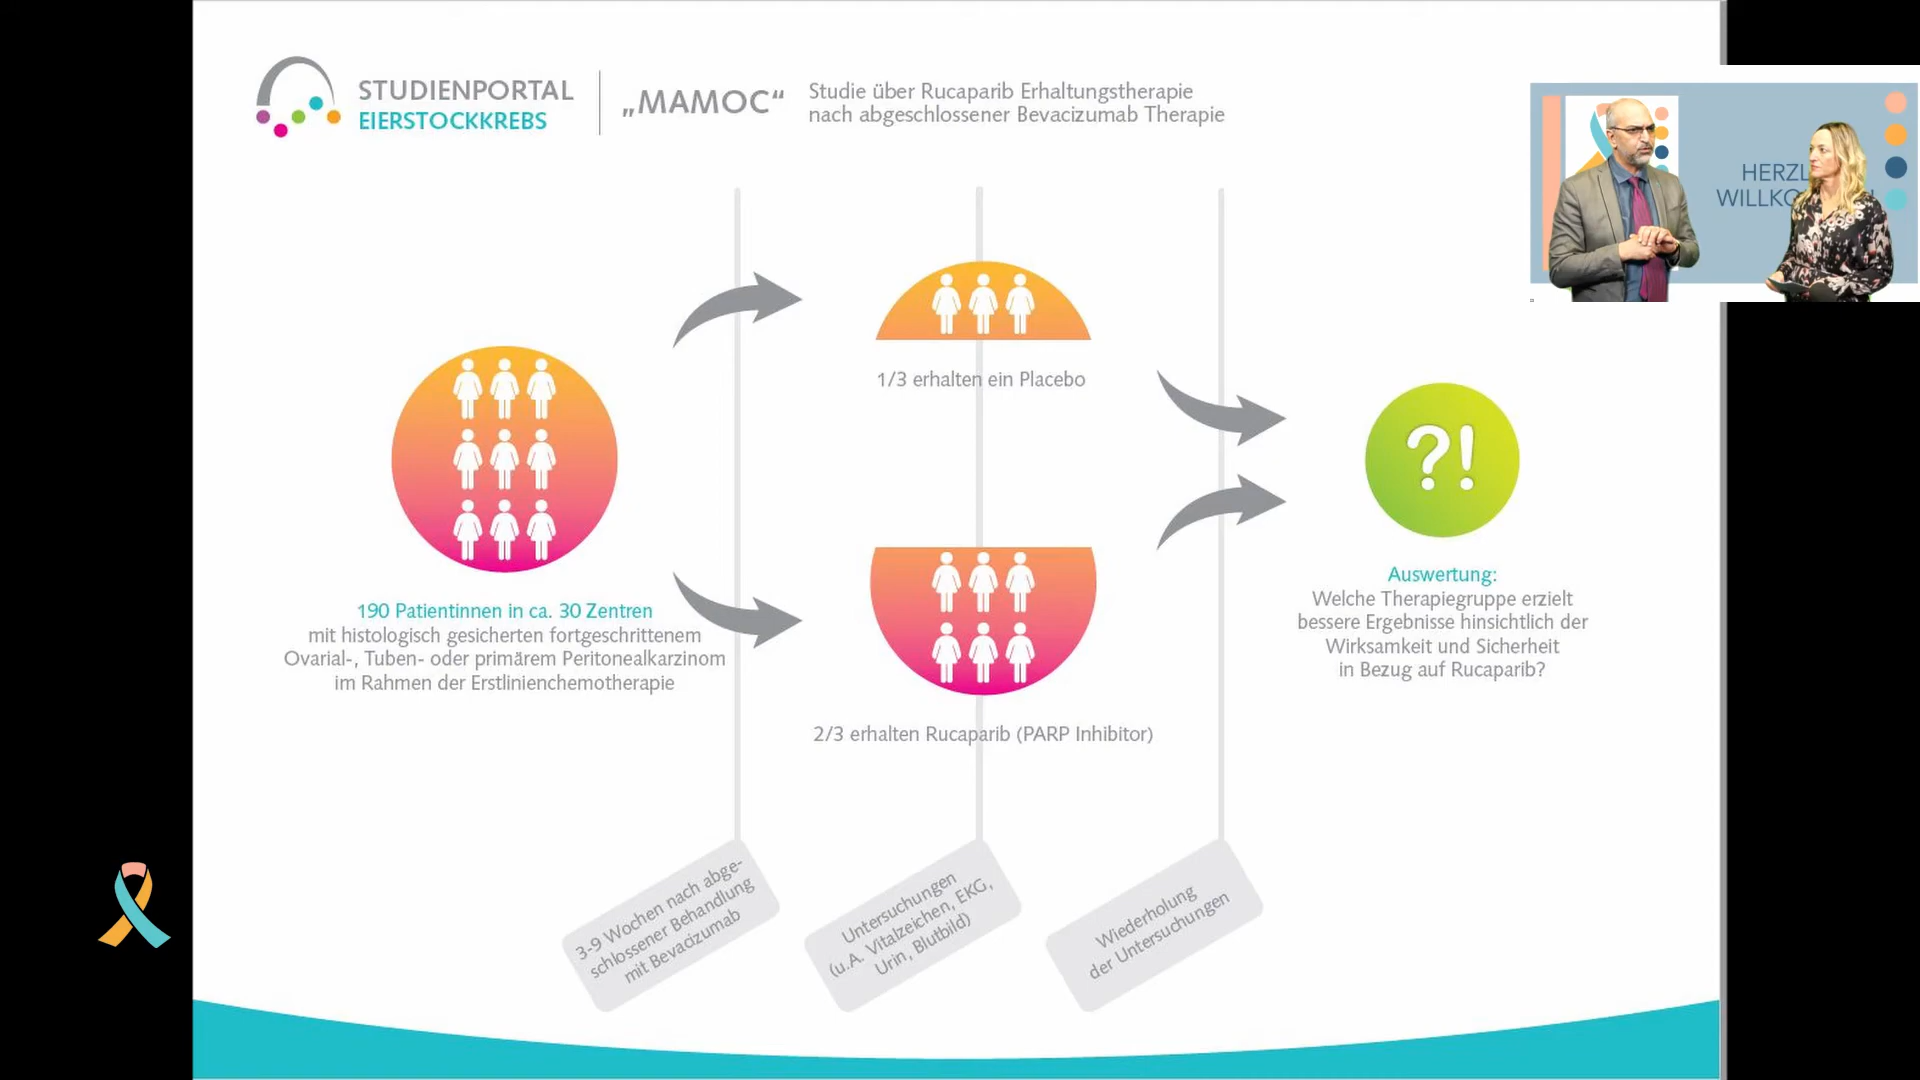 STUDIENPORTAL
EIERSTOCKKREBS
„MAMOC“
Studie über Rucaparib Erhaltungstherapie
nach abgeschlossener Bevacizumab Therapie
HERZL
WILLKO
1/3 erhalten ein Placebo
?!
190 Patientinnen in ca. 30 Zentren
mit histologisch gesicherten fortgeschrittenem
Ovarial-, Tuben- oder primärem Peritonealkarzinom
im Rahmen der Erstlinienchemotherapie
2/3 erhalten Rucaparib (PARP Inhibitor)
Auswertung:
Welche Therapiegruppe erzielt
bessere Ergebnisse hinsichtlich der
Wirksamkeit und Sicherheit
in Bezug auf Rucaparib?
3-9 Wochen nach abge-
schlossener Behandlung
mit Bevacizumab
Untersuchungen
(u.A. Vitalzeichen, EKG,
Urin, Blutbild)
Wiederholung
der Untersuchungen